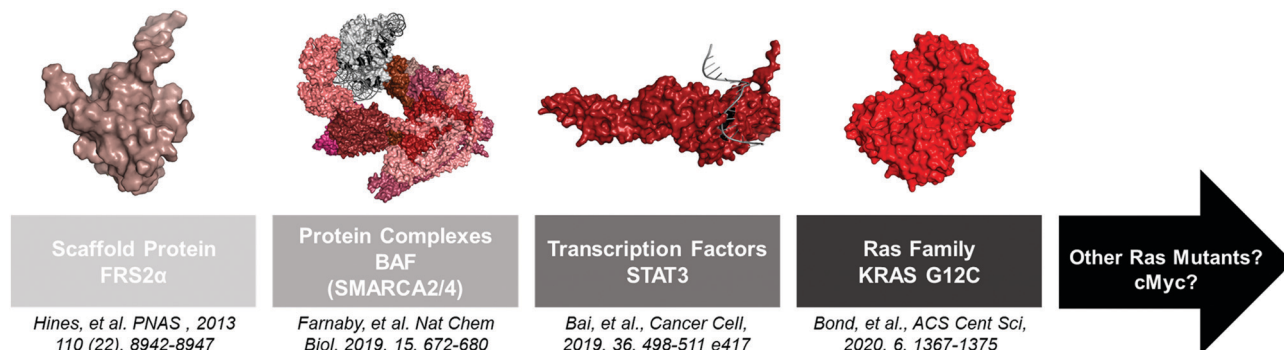 Scaffold Protein
FRS2α
Hines, et al. PNAS , 2013
110 (22), 8942-8947
Protein Complexes
BAF
(SMARCA2/4)
Farnaby, et al. Nat Chem
Biol, 2019, 15, 672-680
Transcription Factors
STAT3
Bai, et al., Cancer Cell,
2019, 36, 498-511 e417
Ras Family
KRAS G12C
Bond, et al., ACS Cent Sci,
2020, 6, 1367-1375
Other Ras Mutants?
cMyc?